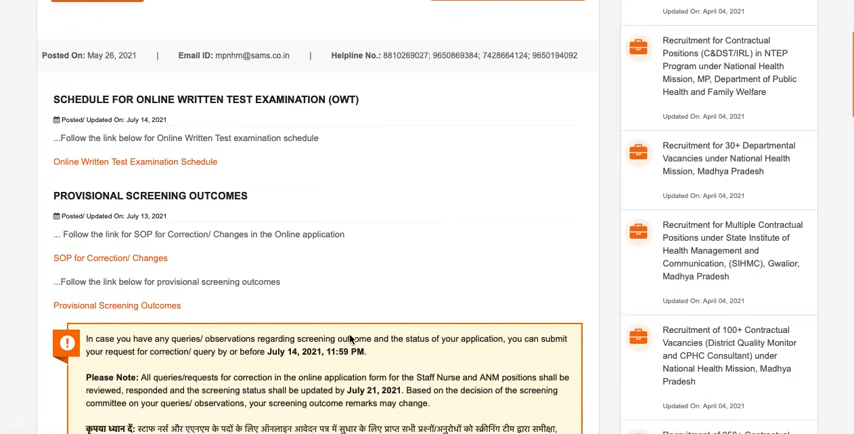 Posted On: May 26, 2021 | Email ID: mpnhm@sams.co.in | Helpline No.: 8810269027; 9650869384; 7428664124; 9650194092
SCHEDULE FOR ONLINE WRITTEN TEST EXAMINATION (OWT)
Posted/ Updated On: July 14, 2021
...Follow the link below for Online Written Test examination schedule
Online Written Test Examination Schedule
PROVISIONAL SCREENING OUTCOMES
Posted/ Updated On: July 13, 2021
... Follow the link for SOP for Correction/ Changes in the Online application
SOP for Correction/ Changes
...Follow the link below for provisional screening outcomes
Provisional Screening Outcomes
In case you have any queries/ observations regarding screening outcome and the status of your application, you can submit
your request for correction/ query by or before July 14, 2021, 11:59 PM.
Please Note: All queries/requests for correction in the online application form for the Staff Nurse and ANM positions shall be
reviewed, responded and the screening status shall be updated by July 21, 2021. Based on the decision of the screening
committee on your queries/ observations, your screening outcome remarks may change.
कृपया ध्यान दें: स्टाफ नर्स और एएनएम के पदों के लिए ऑनलाइन आवेदन पत्र में सुधार के लिए प्राप्त सभी प्रश्नों/अनुरोधों को स्क्रीनिंग टीम द्वारा समीक्षा,
Updated On: April 04, 2021
Recruitment for Contractual
Positions (C&DST/IRL) in NTEP
Program under National Health
Mission, MP, Department of Public
Health and Family Welfare
Updated On: April 04, 2021
Recruitment for 30+ Departmental
Vacancies under National Health
Mission, Madhya Pradesh
Updated On: April 04, 2021
Recruitment for Multiple Contractual
Positions under State Institute of
Health Management and
Communication, (SIHMC), Gwalior,
Madhya Pradesh
Updated On: April 04, 2021
Recruitment of 100+ Contractual
Vacancies (District Quality Monitor
and CPHC Consultant) under
National Health Mission, Madhya
Pradesh
Updated On: April 04, 2021